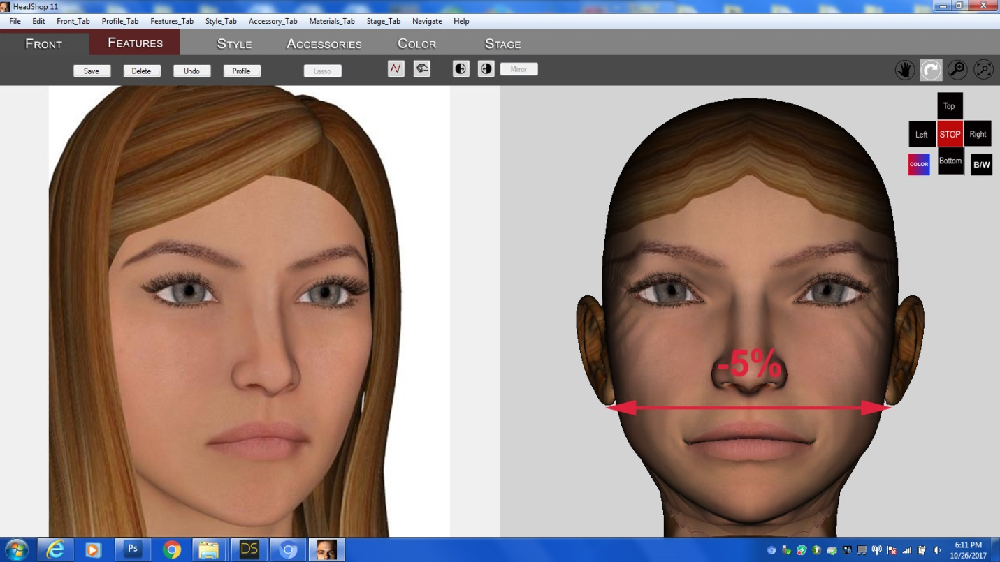 HeadShop 11
File Edit Front_Tab Profile_Tab Features_Tab Style_Tab Accessory_Tab Materials_Tab Stage_Tab Navigate Help
FRONT FEATURES STYLE ACCESSORIES COLOR STAGE
Save Delete Undo Profile Lasso Mirror
Top
Left STOP Right
COLOR Bottom B/W
-5%
Ps DS
6:11 PM
10/26/2017